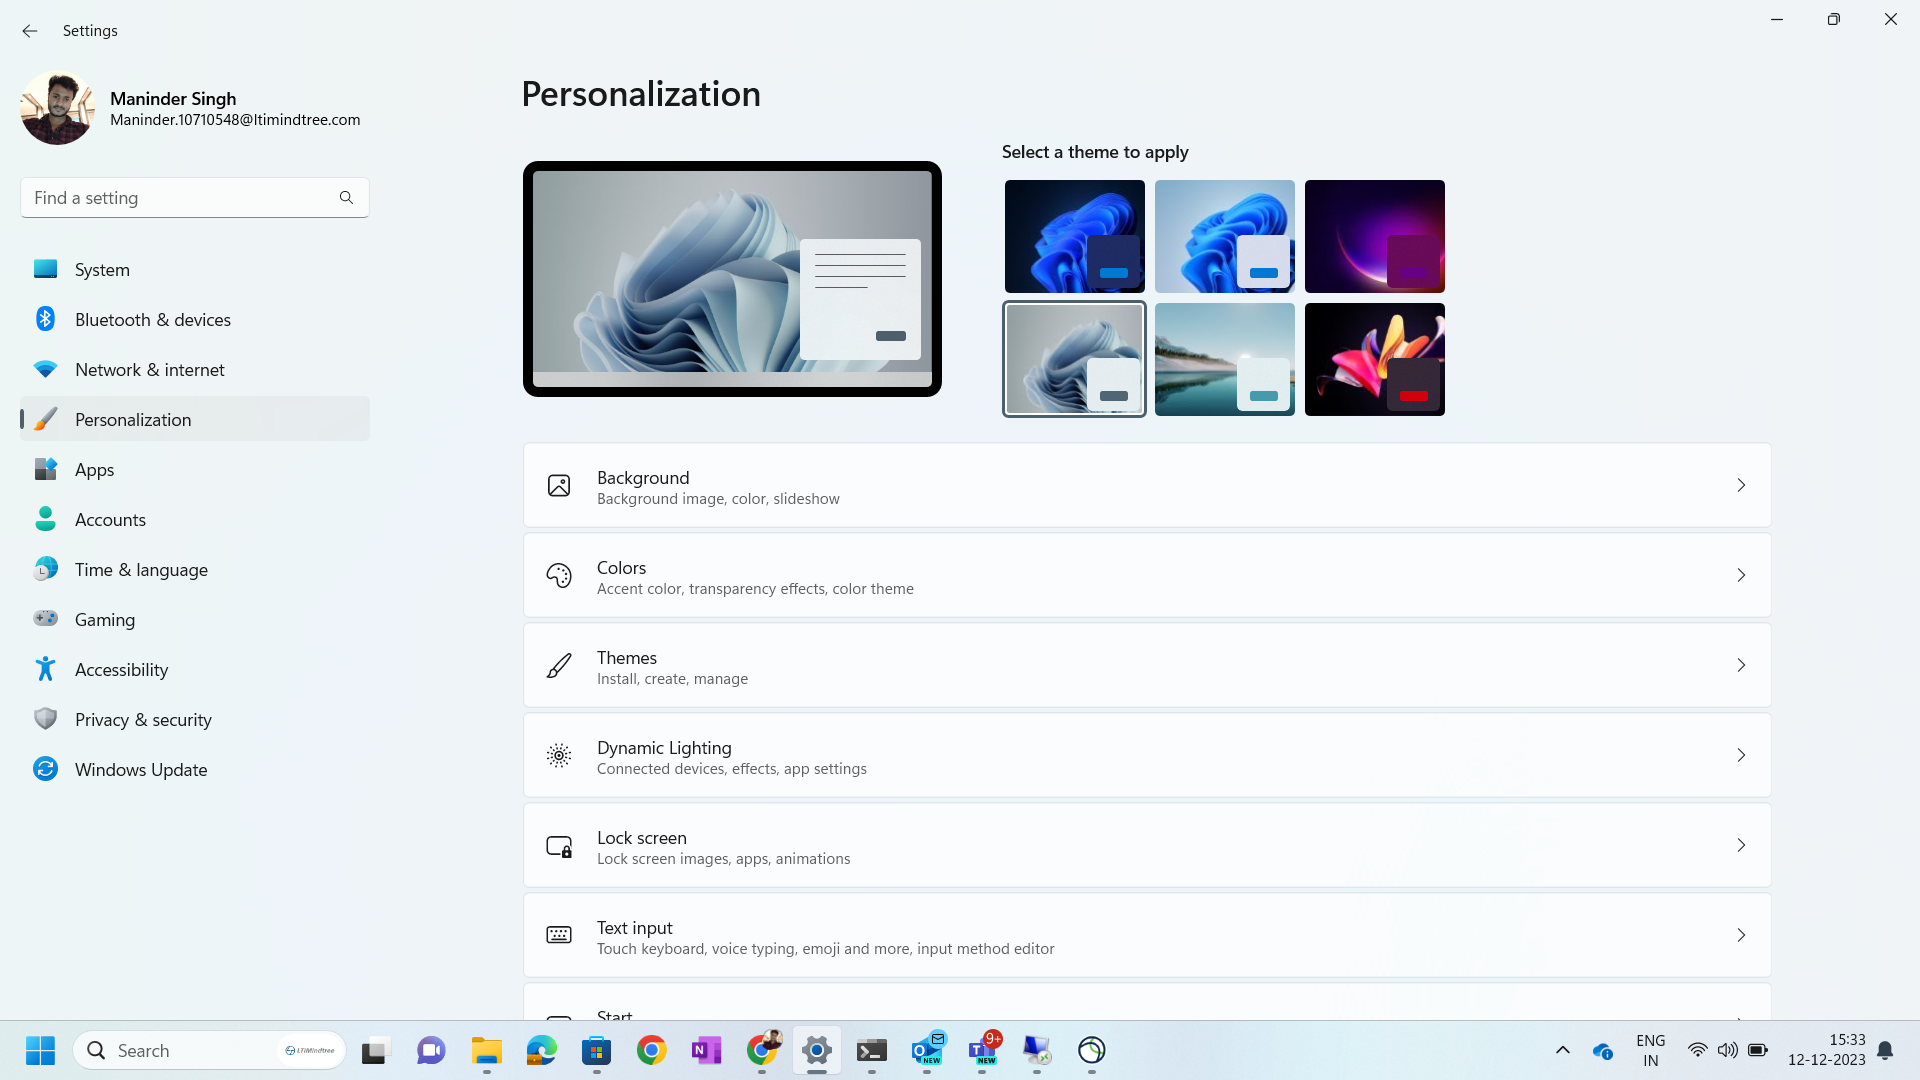 Settings
Maninder Singh
Maninder.10710548@ltimindtree.com
Find a setting
System
Bluetooth & devices
Network & internet
Personalization
Apps
Accounts
Time & language
Gaming
Accessibility
Privacy & security
Windows Update
Personalization
Select a theme to apply
Background
Background image, color, slideshow
Colors
Accent color, transparency effects, color theme
Themes
Install, create, manage
Dynamic Lighting
Connected devices, effects, app settings
Lock screen
Lock screen images, apps, animations
Text input
Touch keyboard, voice typing, emoji and more, input method editor
Start
Search
LTIMindtree
NEW
9+
NEW
ENG
IN
15:33
12-12-2023